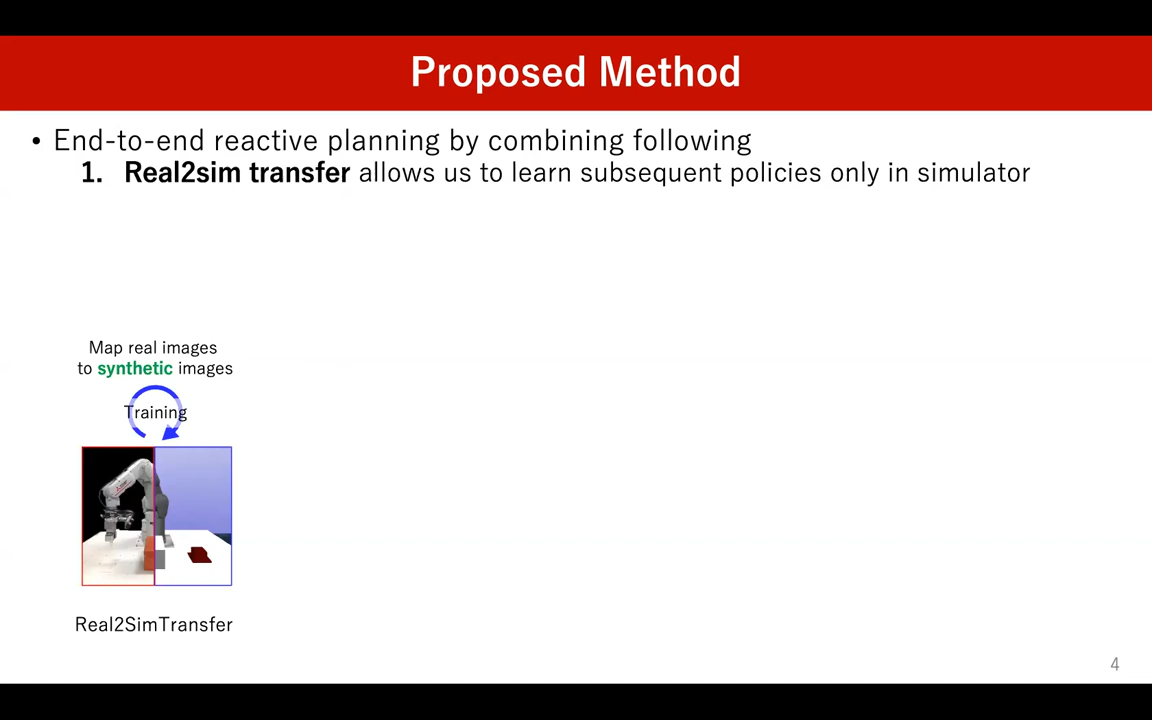 Proposed Method
• End-to-end reactive planning by combining following
1. Real2sim transfer allows us to learn subsequent policies only in simulator
Map real images
to synthetic images
Training
Real2SimTransfer
4